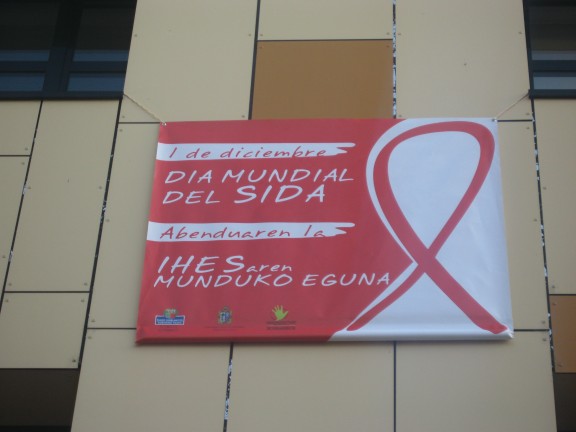 1 de diciembre
DIA MUNDIAL
DEL SIDA
Abenduaren 1a
IHESaren
MUNDUKO EGUNA